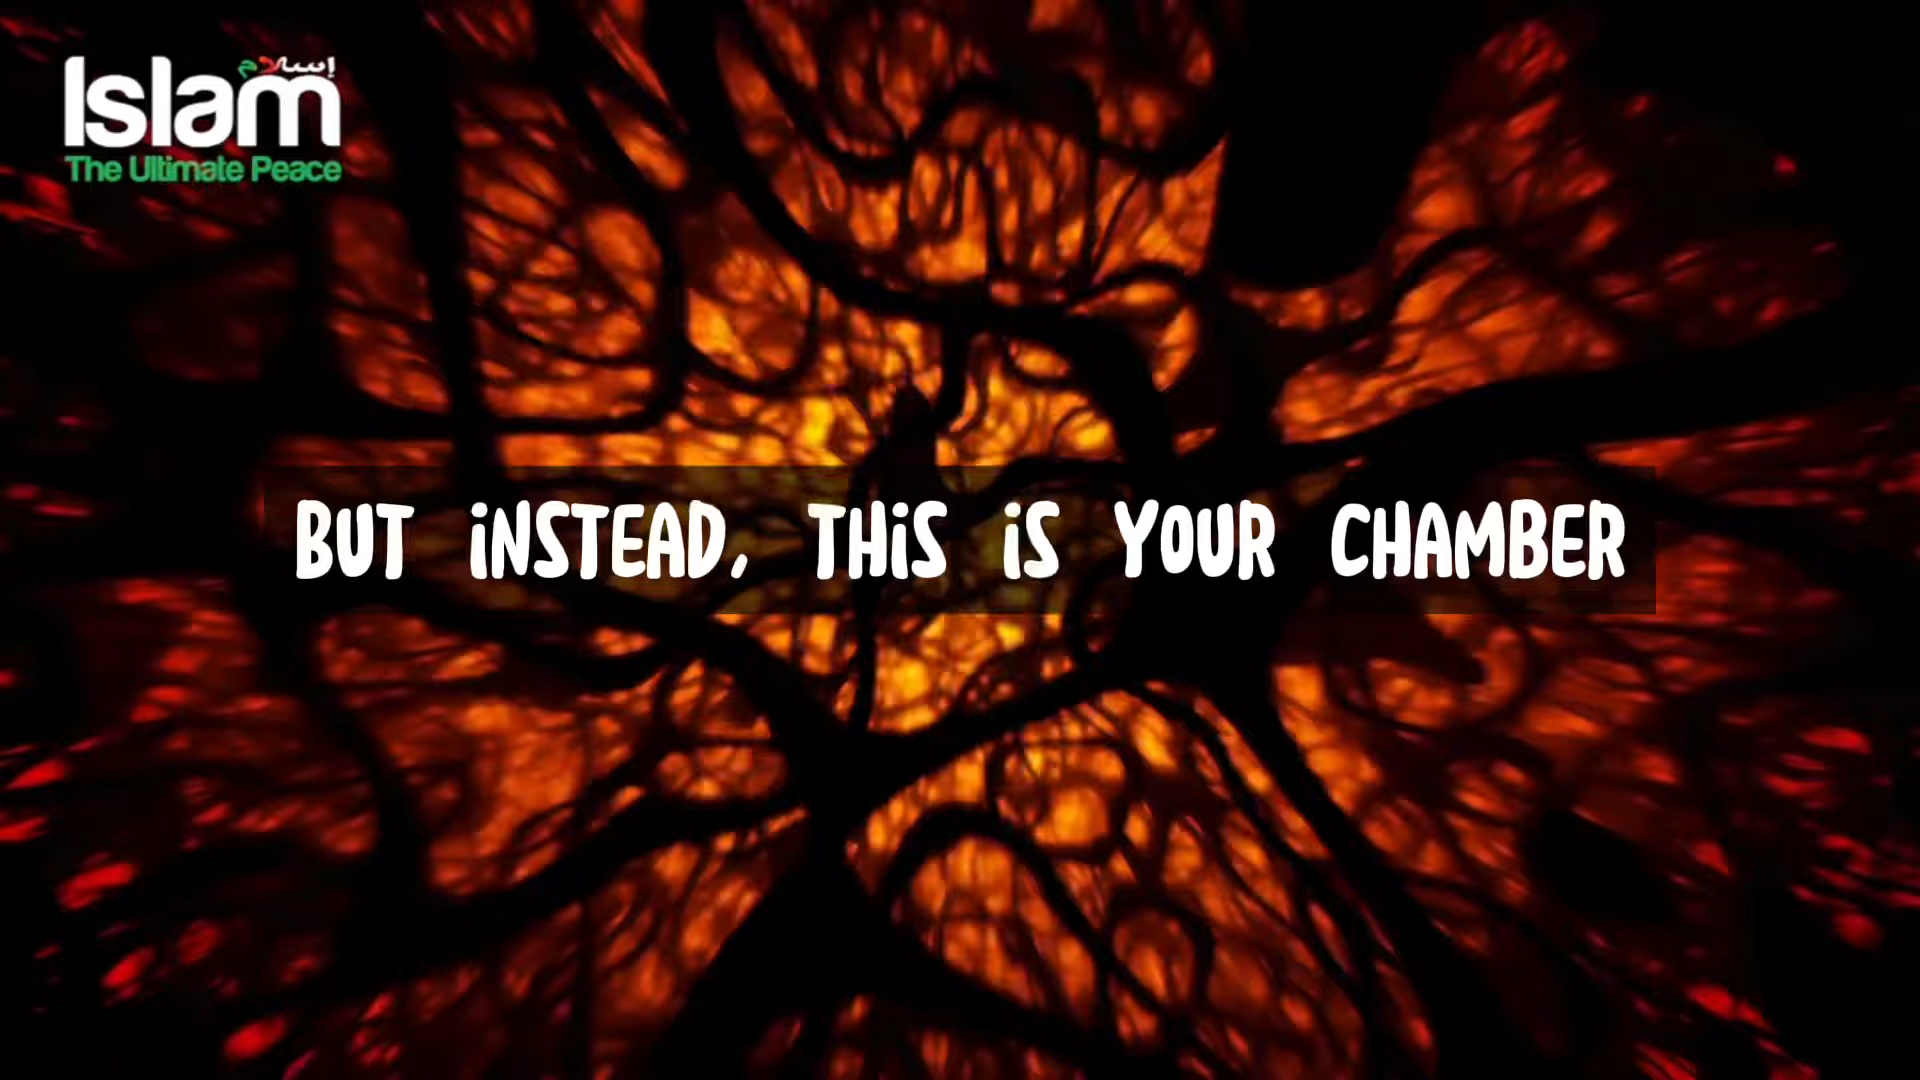 إسلام
Islam
The Ultimate Peace
BUT iNSTEAD, THiS iS YOUR CHAMBER